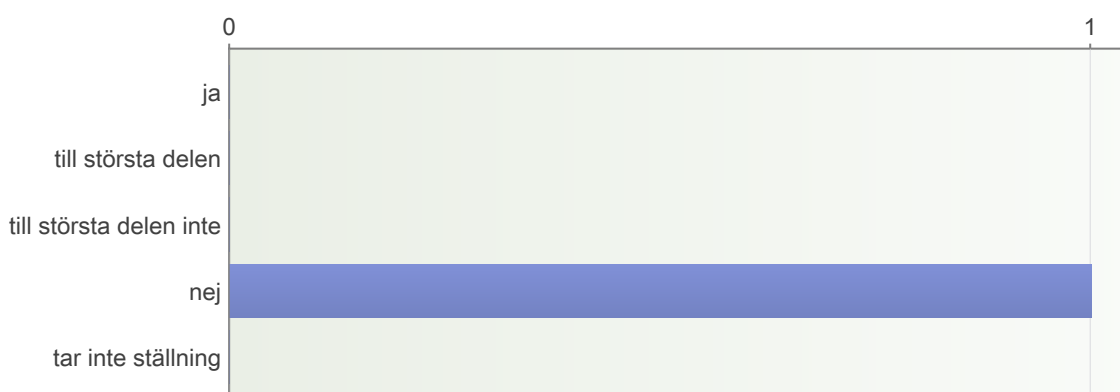 0 1
ja
till största delen
till största delen inte
nej
tar inte ställning